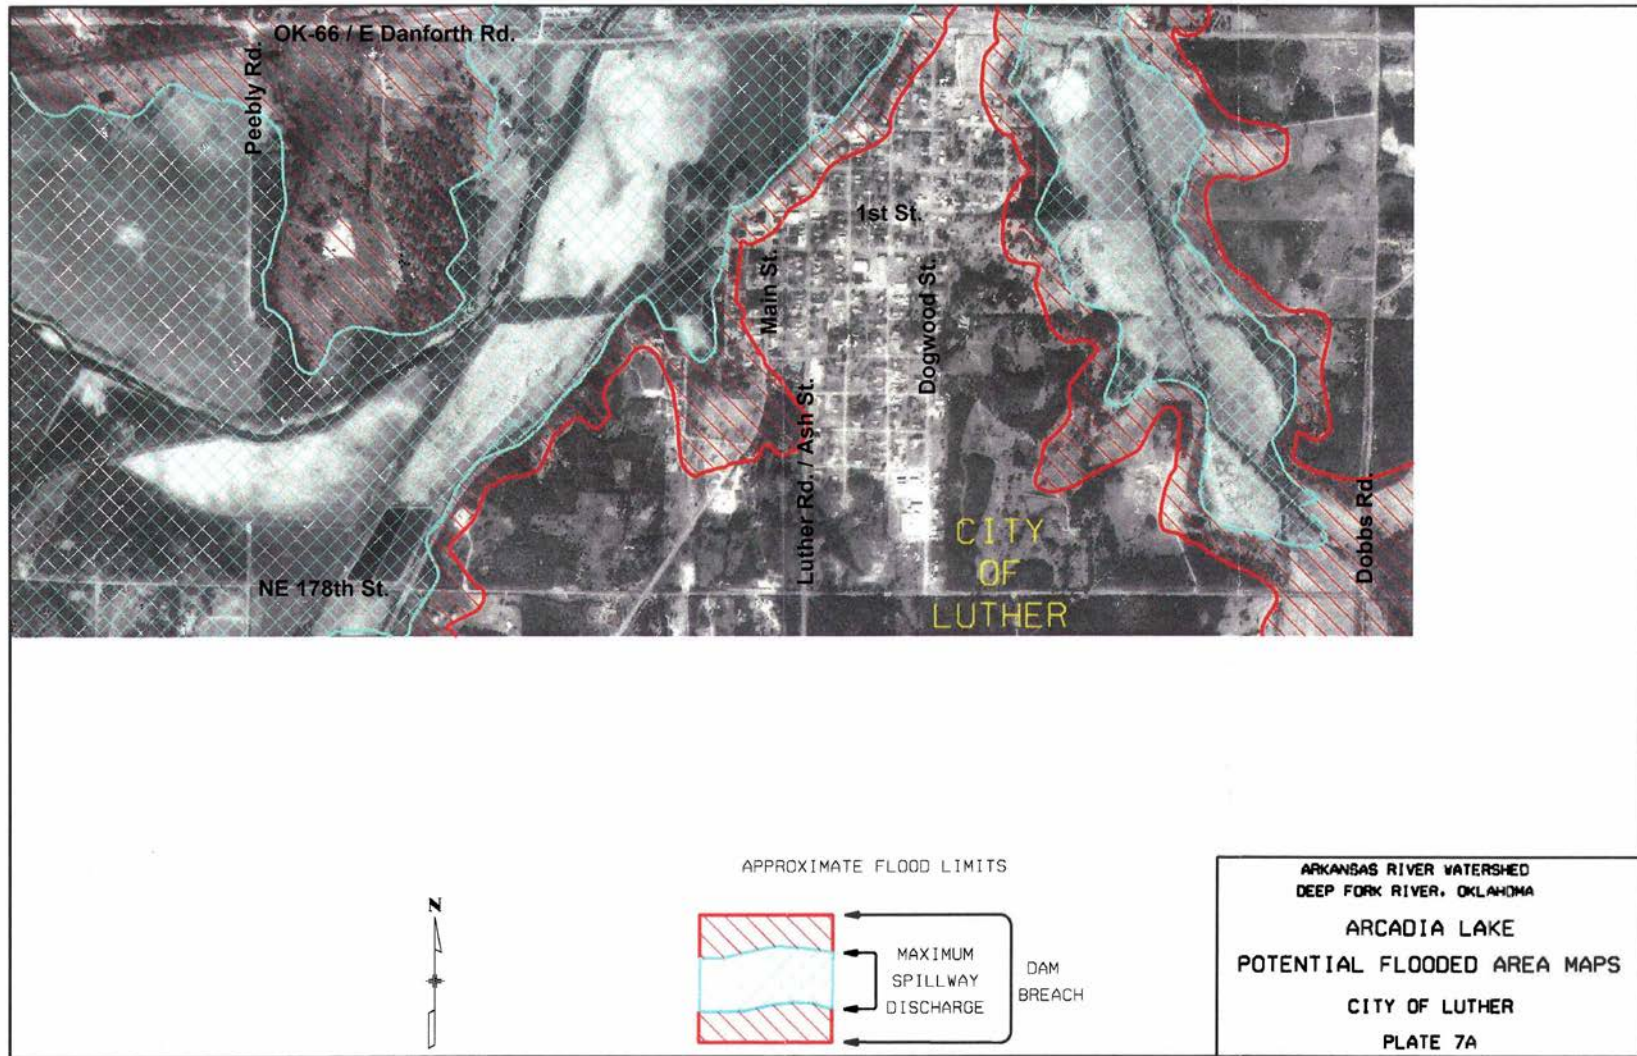 OK-66 / E Danforth Rd.
Peebly Rd.
1st St.
Main St.
Dogwood St.
Luther Rd. / Ash St.
Dobbs Rd.
NE 178th St.
CITY
OF
LUTHER
APPROXIMATE FLOOD LIMITS
N
MAXIMUM
SPILLWAY
DISCHARGE
DAM
BREACH
ARKANSAS RIVER WATERSHED
DEEP FORK RIVER, OKLAHOMA
ARCADIA LAKE
POTENTIAL FLOODED AREA MAPS
CITY OF LUTHER
PLATE 7A